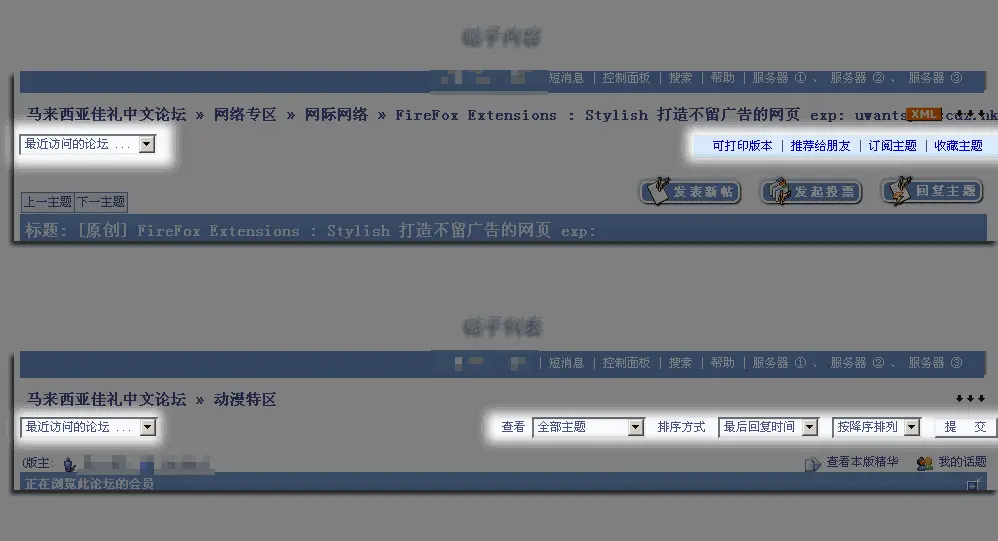 帖子内容
短消息 | 控制面板 | 搜索 | 帮助 | 服务器 ① 、 服务器 ② 、 服务器 ③
马来西亚佳礼中文论坛 » 网络专区 » 网际网络 » FireFox Extensions : Stylish 打造不留广告的网页 exp: uwants
XML
最近访问的论坛 ...
可打印版本 | 推荐给朋友 | 订阅主题 | 收藏主题
上一主题 下一主题
发表新帖 发起投票 回复主题
标题: [原创] FireFox Extensions : Stylish 打造不留广告的网页 exp:
帖子列表
| 短消息 | 控制面板 | 搜索 | 帮助 | 服务器 ① 、 服务器 ② 、 服务器 ③
马来西亚佳礼中文论坛 » 动漫特区
最近访问的论坛 ...
查看 全部主题 排序方式 最后回复时间 按降序排列 提 交
(版主:
查看本版精华 我的话题
正在浏览此论坛的会员